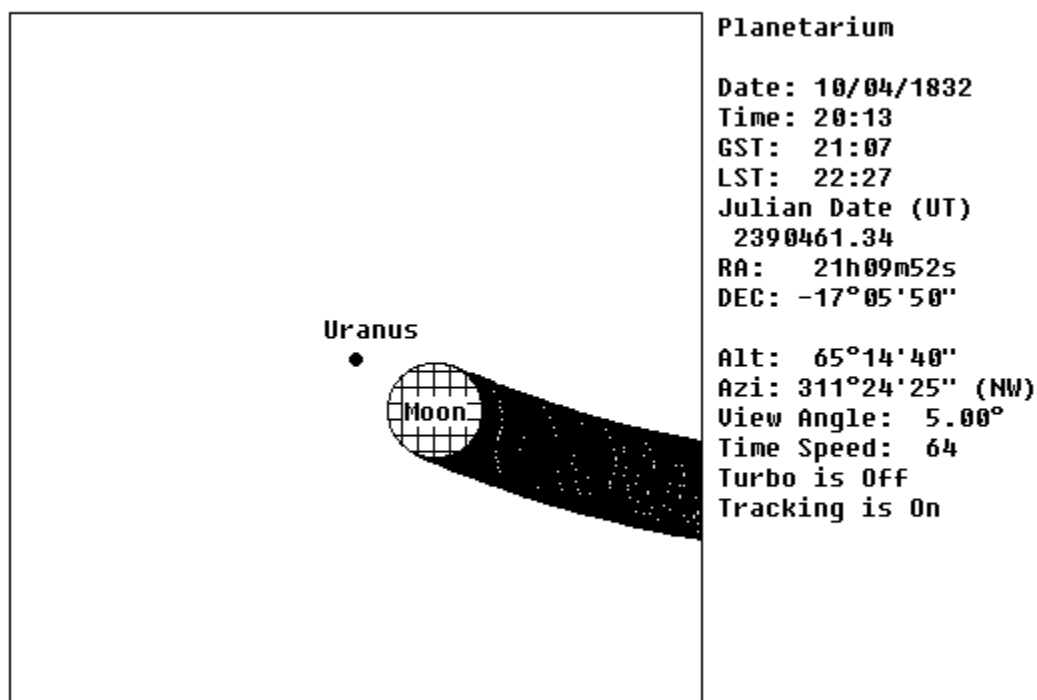 Planetarium
Date: 10/04/1832
Time: 20:13
GST: 21:07
LST: 22:27
Julian Date (UT)
2390461.34
RA: 21h09m52s
DEC: -17°05'50"
Uranus
Moon
Alt: 65°14'40"
Azi: 311°24'25" (NW)
View Angle: 5.00°
Time Speed: 64
Turbo is Off
Tracking is On